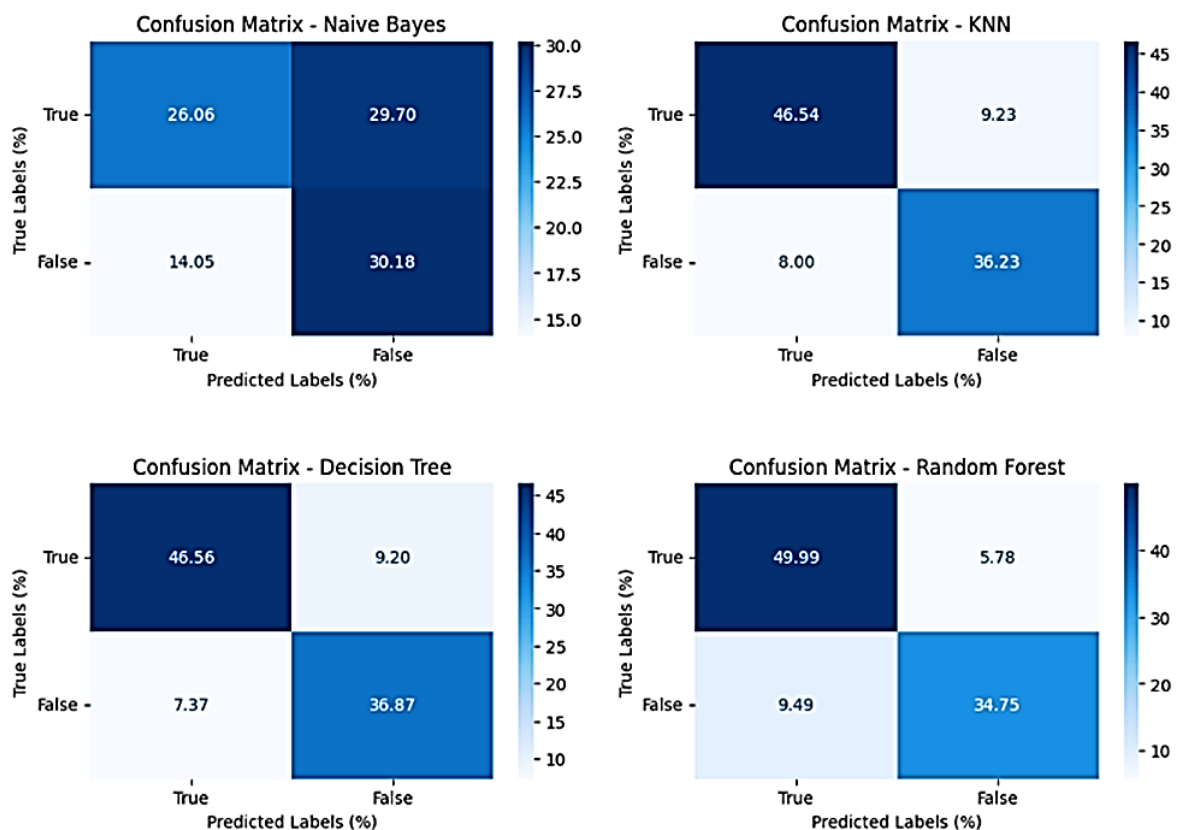 Confusion Matrix - Naive Bayes
True Labels (%)
True
False
26.06
29.70
14.05
30.18
True
False
Predicted Labels (%)
30.0
27.5
25.0
22.5
20.0
17.5
15.0
Confusion Matrix - KNN
True Labels (%)
True
False
46.54
9.23
8.00
36.23
True
False
Predicted Labels (%)
45
40
35
30
25
20
15
10
Confusion Matrix - Decision Tree
True Labels (%)
True
False
46.56
9.20
7.37
36.87
True
False
Predicted Labels (%)
45
40
35
30
25
20
15
10
Confusion Matrix - Random Forest
True Labels (%)
True
False
49.99
5.78
9.49
34.75
True
False
Predicted Labels (%)
40
30
20
10